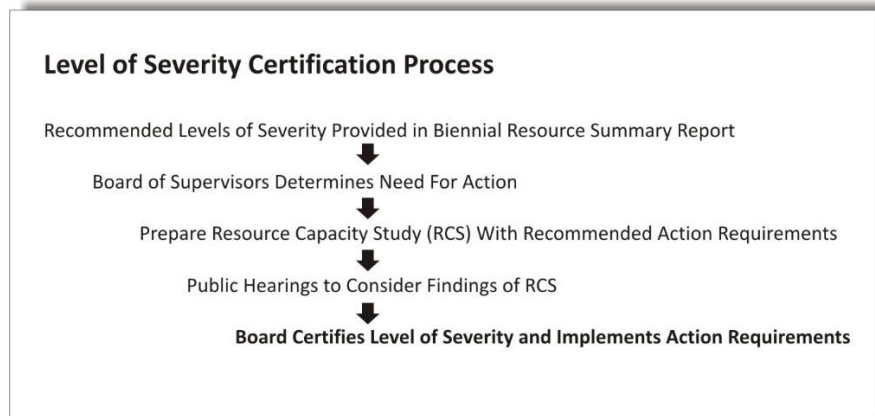 Level of Severity Certification Process
Recommended Levels of Severity Provided in Biennial Resource Summary Report
Board of Supervisors Determines Need For Action
Prepare Resource Capacity Study (RCS) With Recommended Action Requirements
Public Hearings to Consider Findings of RCS
Board Certifies Level of Severity and Implements Action Requirements